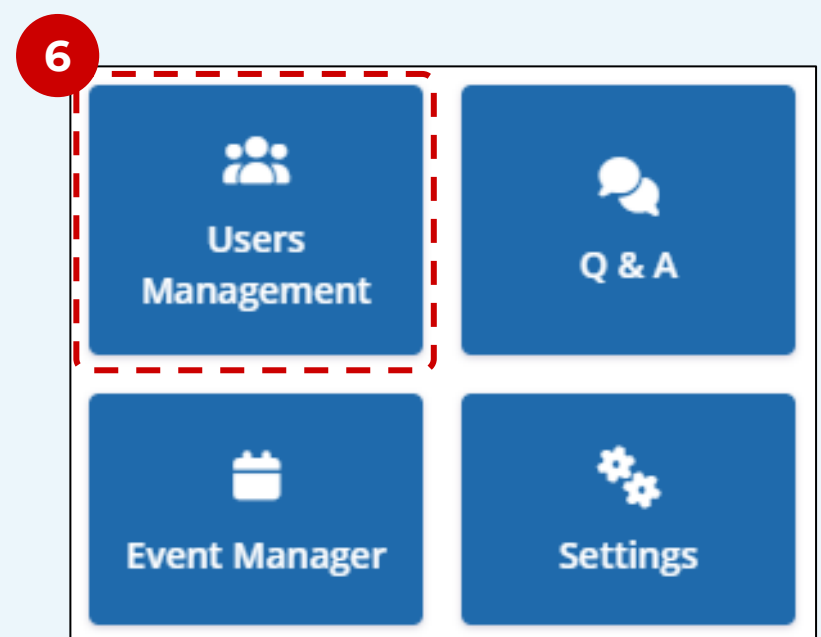 6
Users
Management
Q & A
Event Manager
Settings